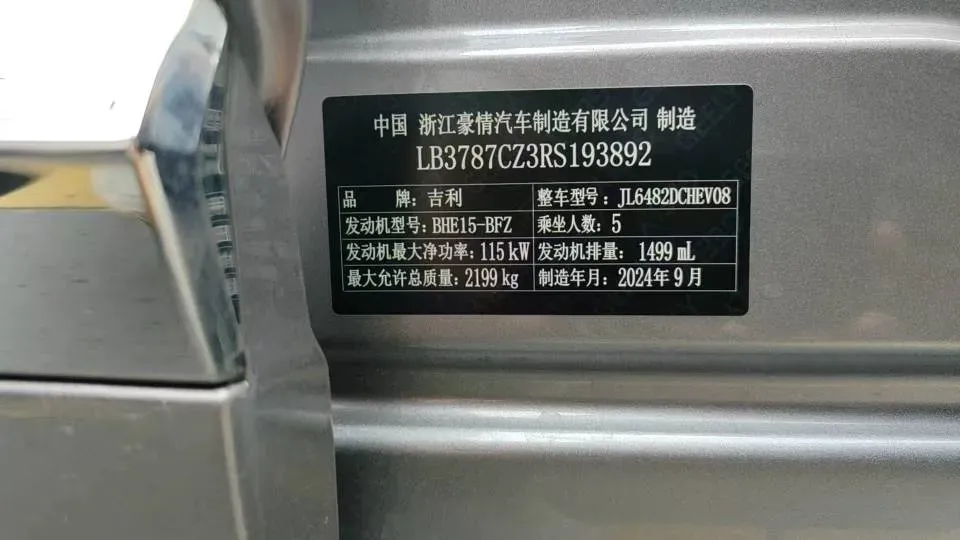 中国 浙江豪情汽车制造有限公司 制造
LB3787CZ3RS193892
品 牌：吉利 整车型号：JL6482DCHEV08
发动机型号：BHE15-BFZ 乘坐人数：5
发动机最大净功率：115 kW 发动机排量：1499 mL
最大允许总质量：2199 kg 制造年月：2024年 9 月